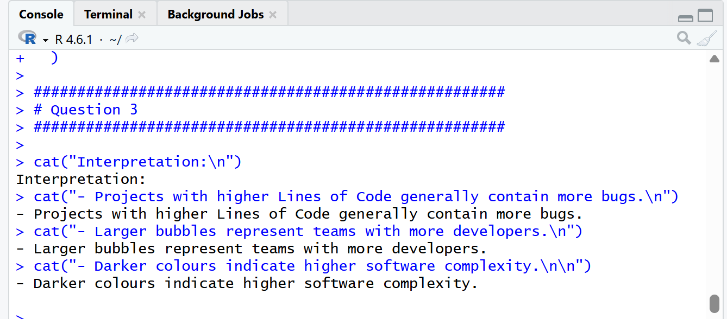 Console Terminal × Background Jobs ×
R 4.6.1 · ~/
+   )
>
> ######################################################
> # Question 3
> ######################################################
>
> cat("Interpretation:\n")
Interpretation:
> cat("- Projects with higher Lines of Code generally contain more bugs.\n")
- Projects with higher Lines of Code generally contain more bugs.
> cat("- Larger bubbles represent teams with more developers.\n")
- Larger bubbles represent teams with more developers.
> cat("- Darker colours indicate higher software complexity.\n\n")
- Darker colours indicate higher software complexity.

>